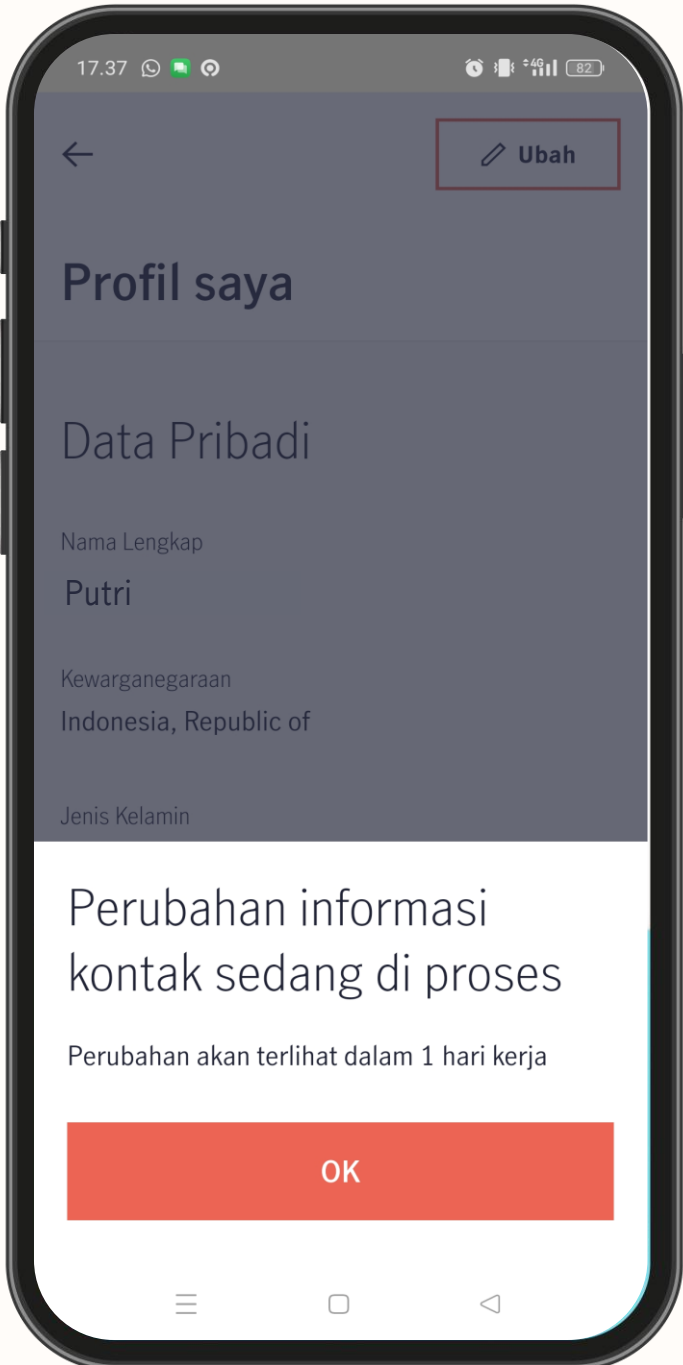 17.37
4G
82
Ubah
Profil saya
Data Pribadi
Nama Lengkap
Putri
Kewarganegaraan
Indonesia, Republic of
Jenis Kelamin
Perubahan informasi
kontak sedang di proses
Perubahan akan terlihat dalam 1 hari kerja
OK